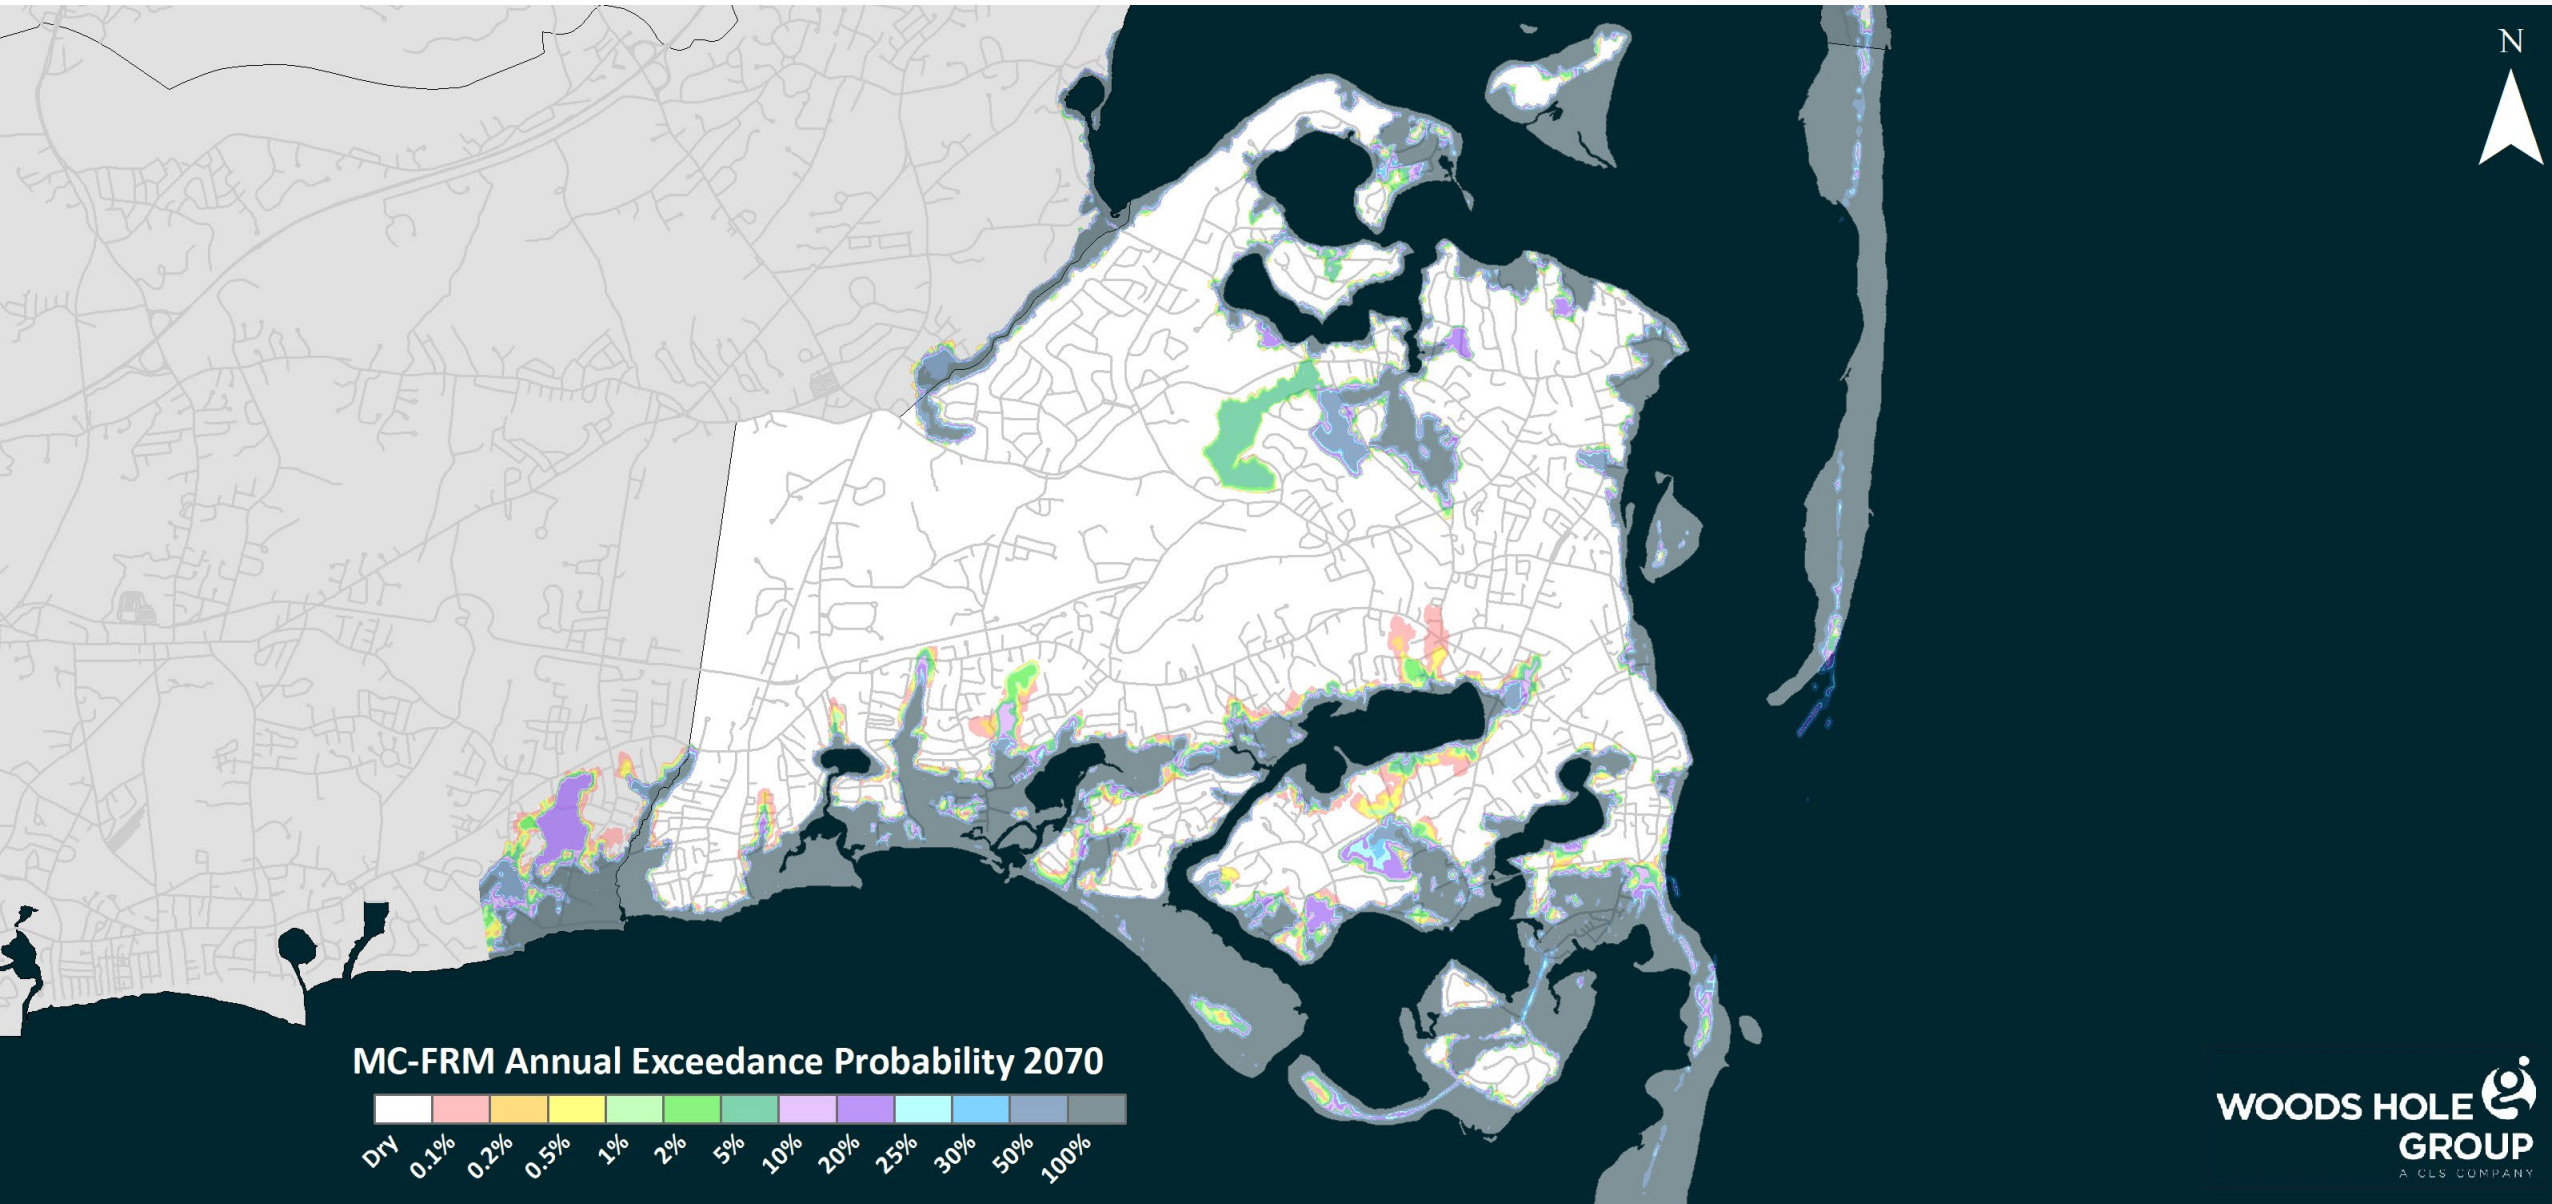 N
MC-FRM Annual Exceedance Probability 2070
Dry 0.1% 0.2% 0.5% 1% 2% 5% 10% 20% 25% 30% 50% 100%
WOODS HOLE
GROUP
A CLS COMPANY